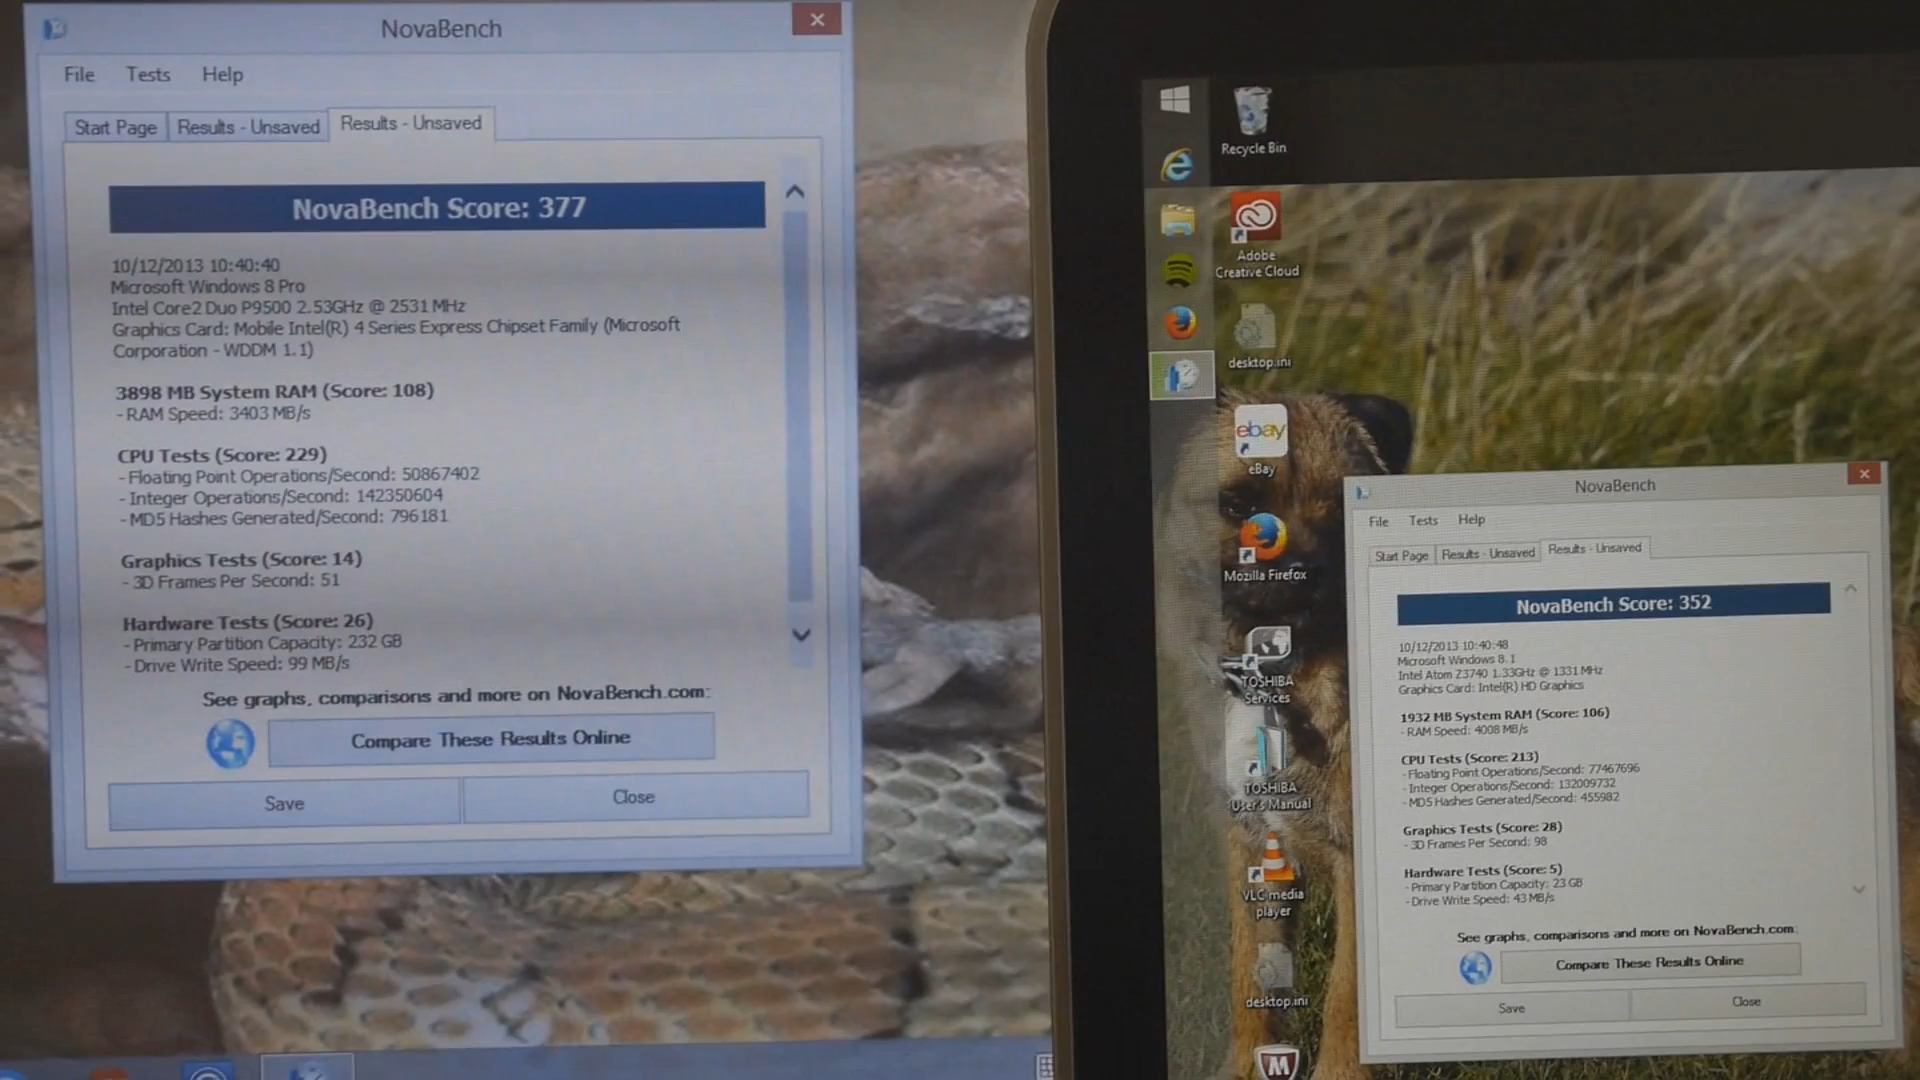 NovaBench
File Tests Help
Start Page Results - Unsaved Results - Unsaved
NovaBench Score: 377
10/12/2013 10:40:40
Microsoft Windows 8 Pro
Intel Core2 Duo P9500 2.53GHz @ 2531 MHz
Graphics Card: Mobile Intel(R) 4 Series Express Chipset Family (Microsoft
Corporation - WDDM 1.1)
3898 MB System RAM (Score: 108)
- RAM Speed: 3403 MB/s
CPU Tests (Score: 229)
- Floating Point Operations/Second: 50867402
- Integer Operations/Second: 142350604
- MD5 Hashes Generated/Second: 796181
Graphics Tests (Score: 14)
- 3D Frames Per Second: 51
Hardware Tests (Score: 26)
- Primary Partition Capacity: 232 GB
- Drive Write Speed: 99 MB/s
See graphs, comparisons and more on NovaBench.com:
Compare These Results Online
Save Close
Recycle Bin
Adobe
Creative Cloud
desktop.ini
ebay
eBay
Mozilla Firefox
TOSHIBA
Services
TOSHIBA
User's Manual
VLC media
player
desktop.ini
NovaBench
File Tests Help
Start Page Results - Unsaved Results - Unsaved
NovaBench Score: 352
10/12/2013 10:40:48
Microsoft Windows 8.1
Intel Atom Z3740 1.33GHz @ 1331 MHz
Graphics Card: Intel(R) HD Graphics
1932 MB System RAM (Score: 106)
- RAM Speed: 4008 MB/s
CPU Tests (Score: 213)
- Floating Point Operations/Second: 77467696
- Integer Operations/Second: 132009732
- MD5 Hashes Generated/Second: 455982
Graphics Tests (Score: 28)
- 3D Frames Per Second: 98
Hardware Tests (Score: 5)
- Primary Partition Capacity: 23 GB
- Drive Write Speed: 43 MB/s
See graphs, comparisons and more on NovaBench.com:
Compare These Results Online
Save Close